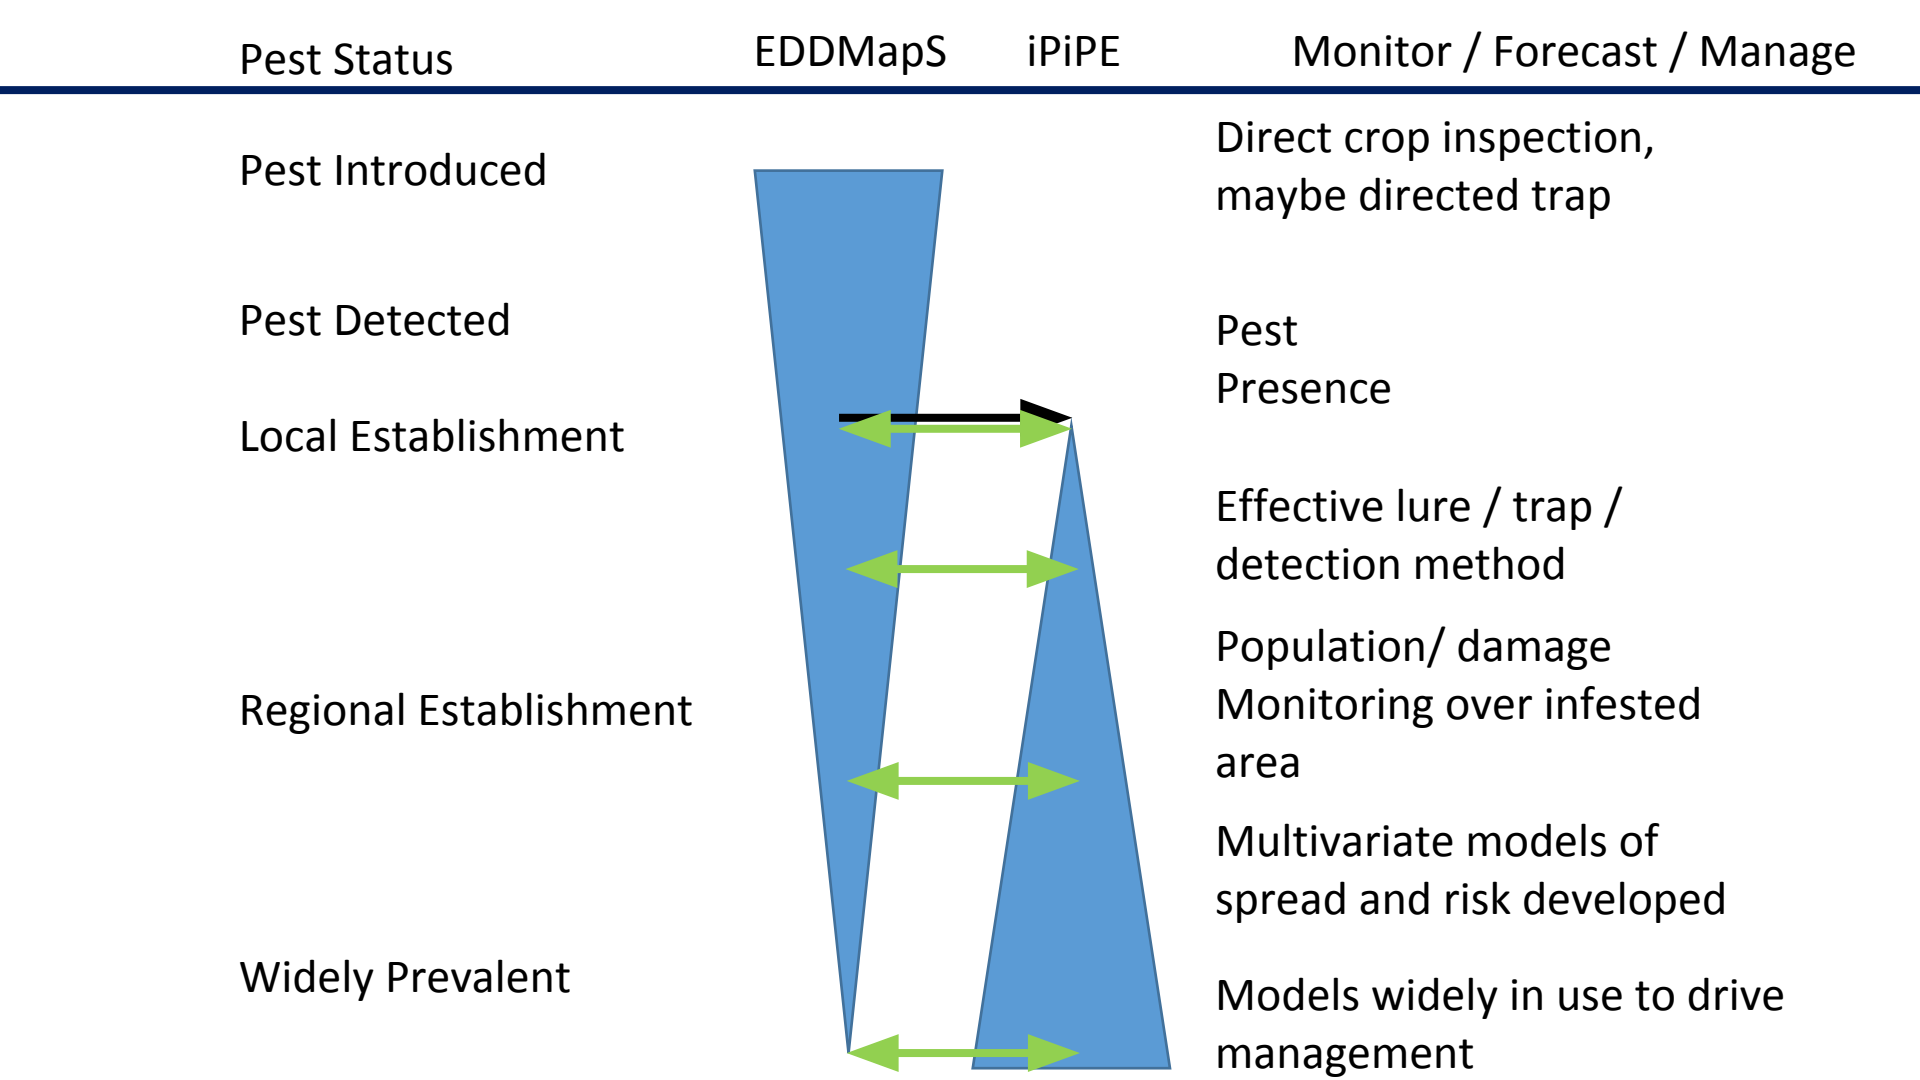 Pest Status
EDDMapS
iPiPE
Monitor / Forecast / Manage
Pest Introduced
Direct crop inspection,
maybe directed trap
Pest Detected
Pest
Presence
Local Establishment
Effective lure / trap /
detection method
Regional Establishment
Population/ damage
Monitoring over infested
area
Multivariate models of
spread and risk developed
Widely Prevalent
Models widely in use to drive
management